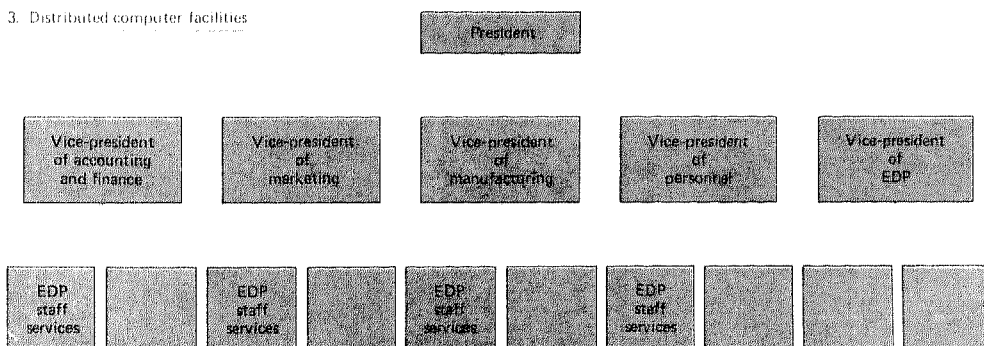 3. Distributed computer facilities
President
Vice-president
of accounting
and finance
Vice-president
of
marketing
Vice-president
of
manufacturing
Vice-president
of
personnel
Vice-president
of
EDP
EDP
staff
services
EDP
staff
services
EDP
staff
services
EDP
staff
services